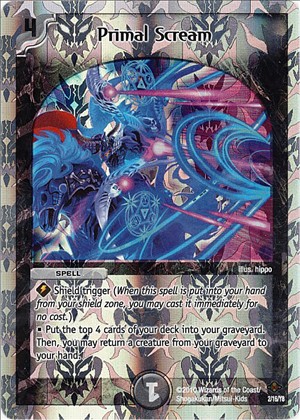 4
Primal Scream
illus. hippo
SPELL
Shield trigger (When this spell is put into your hand
from your shield zone, you may cast it immediately for
no cost.)
▪ Put the top 4 cards of your deck into your graveyard.
Then, you may return a creature from your graveyard to
your hand.
©2010 Wizards of the Coast/
Shogakukan/Mitsui-Kids
2/16/Y8
1